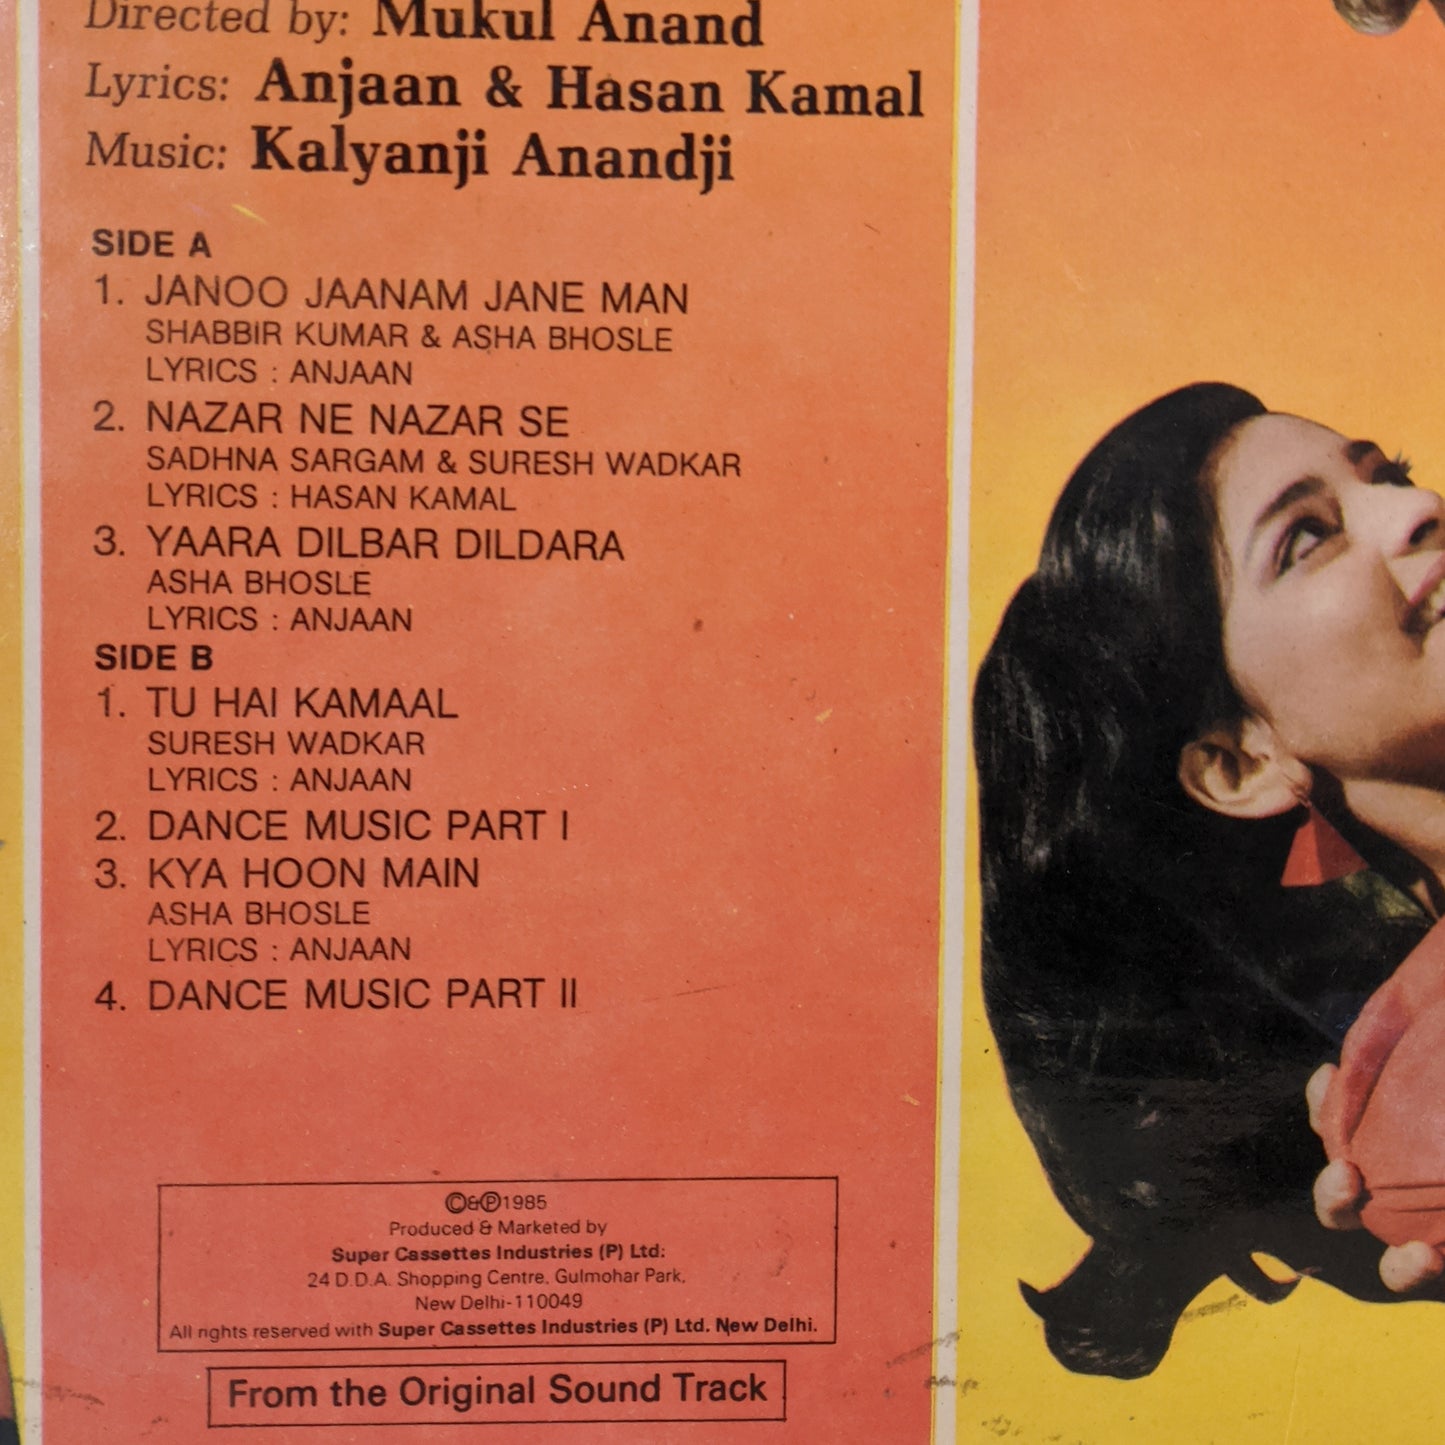 Directed by: Mukul Anand
Lyrics: Anjaan & Hasan Kamal
Music: Kalyanji Anandji
SIDE A
1. JANOO JAANAM JANE MAN
SHABBIR KUMAR & ASHA BHOSLE
LYRICS : ANJAAN
2. NAZAR NE NAZAR SE
SADHNA SARGAM & SURESH WADKAR
LYRICS : HASAN KAMAL
3. YAARA DILBAR DILDARA
ASHA BHOSLE
LYRICS : ANJAAN
SIDE B
1. TU HAI KAMAAL
SURESH WADKAR
LYRICS : ANJAAN
2. DANCE MUSIC PART I
3. KYA HOON MAIN
ASHA BHOSLE
LYRICS : ANJAAN
4. DANCE MUSIC PART II
©&℗1985
Produced & Marketed by
Super Cassettes Industries (P) Ltd:
24 D.D.A. Shopping Centre, Gulmohar Park,
New Delhi-110049
All rights reserved with Super Cassettes Industries (P) Ltd. New Delhi.
From the Original Sound Track